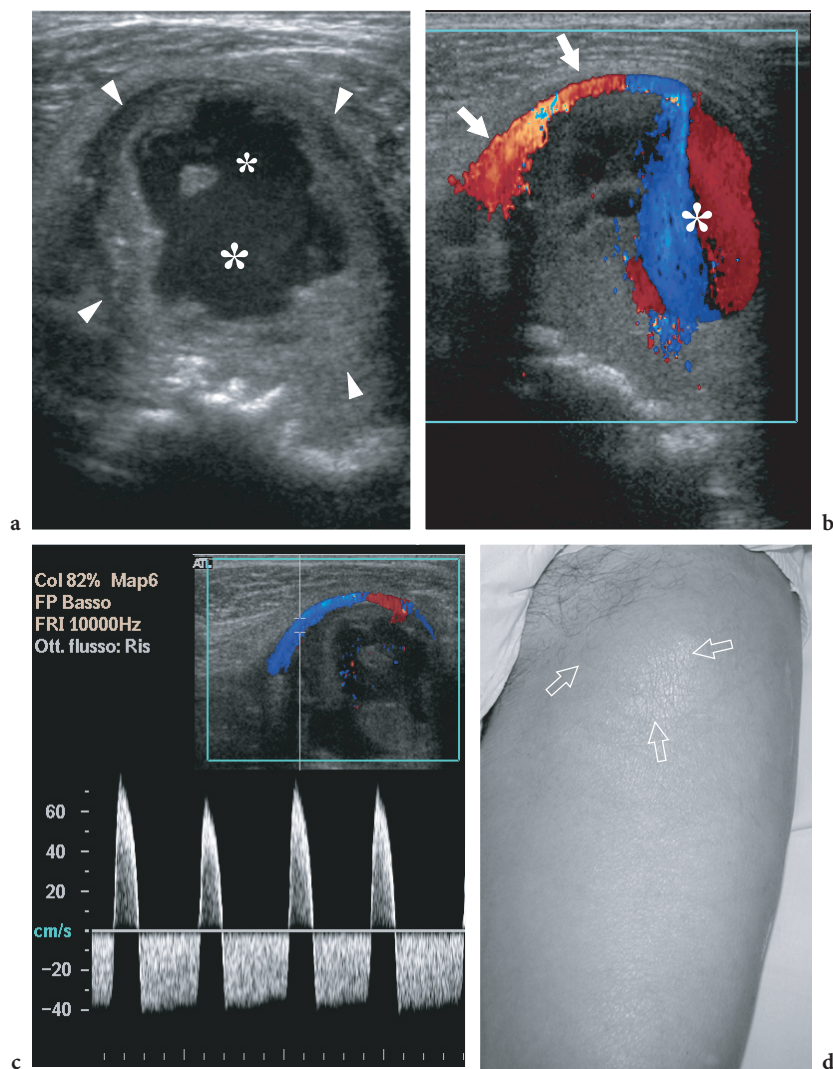 a
b
ATL
Col 82% Map6
FP Basso
FRI 10000Hz
Ott. flusso: Ris
60
40
20
cm/s
−20
−40
c
d